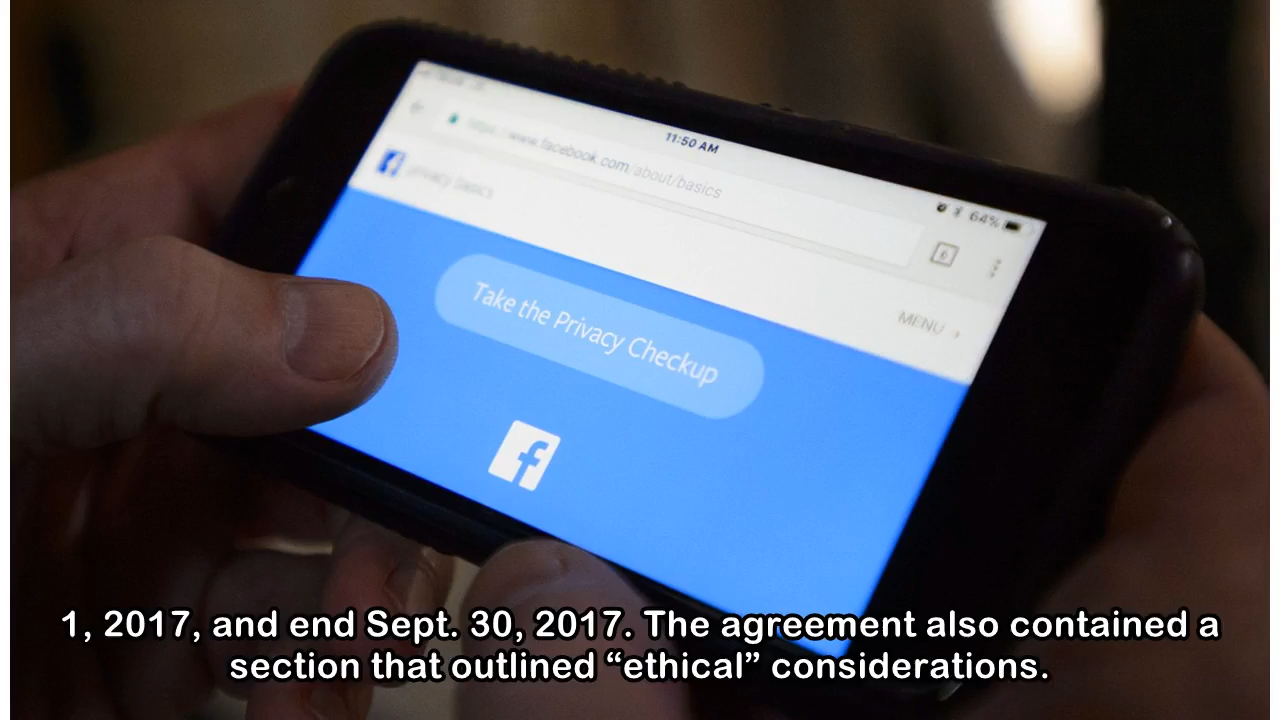 11:50 AM
64%
https://www.facebook.com/about/basics
6
privacy basics
MENU
Take the Privacy Checkup
1, 2017, and end Sept. 30, 2017. The agreement also contained a
section that outlined “ethical” considerations.